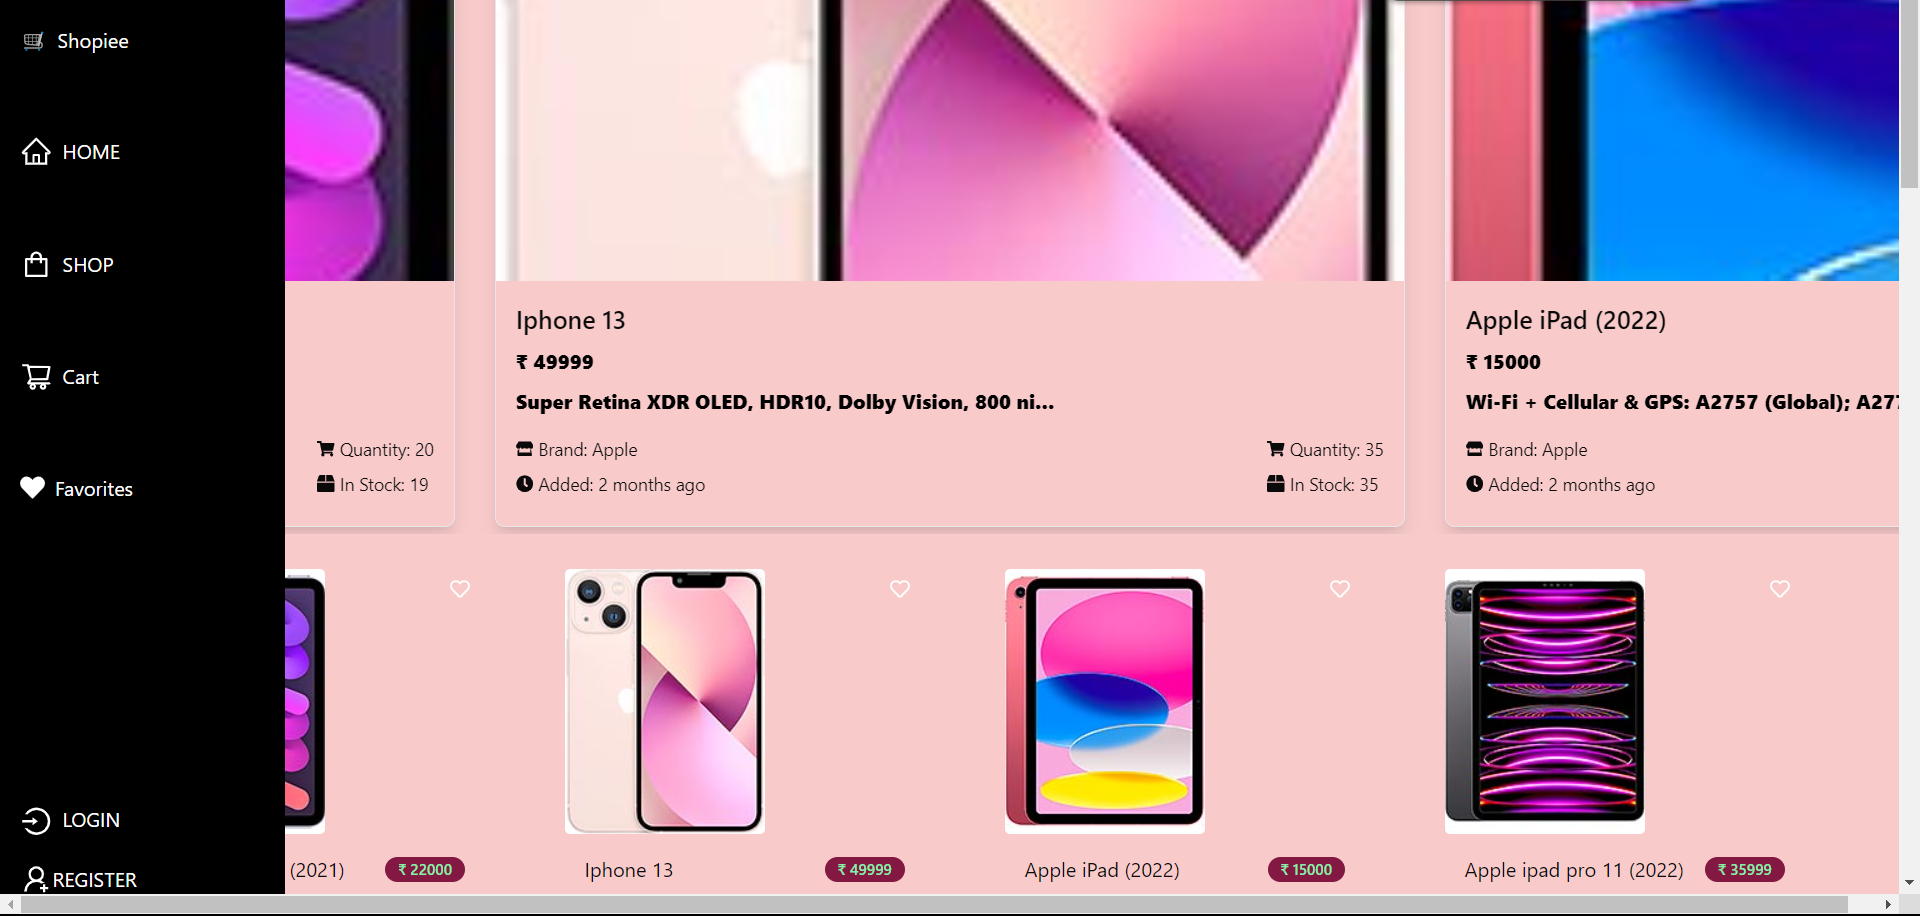 Shopiee
HOME
SHOP
Cart
Favorites
LOGIN
REGISTER
Quantity: 20
In Stock: 19
Iphone 13
₹ 49999
Super Retina XDR OLED, HDR10, Dolby Vision, 800 ni...
Brand: Apple
Quantity: 35
Added: 2 months ago
In Stock: 35
Apple iPad (2022)
₹ 15000
Wi-Fi + Cellular & GPS: A2757 (Global); A277
Brand: Apple
Added: 2 months ago
(2021)
₹ 22000
Iphone 13
₹ 49999
Apple iPad (2022)
₹ 15000
Apple ipad pro 11 (2022)
₹ 35999